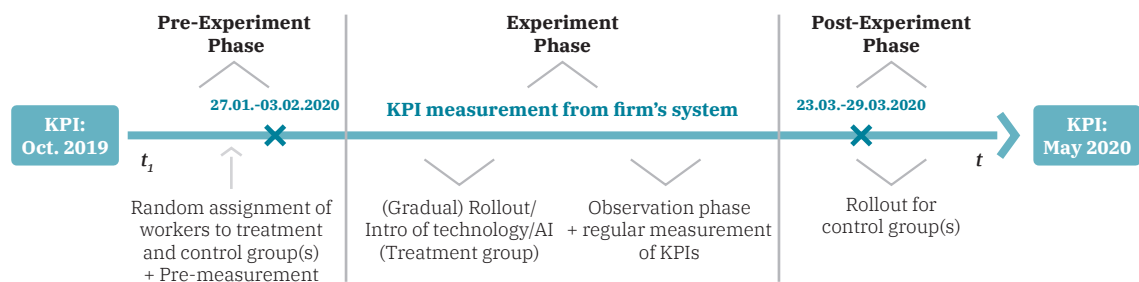 Pre-Experiment
Phase
Experiment
Phase
Post-Experiment
Phase
27.01.-03.02.2020
KPI measurement from firm's system
23.03.-29.03.2020
KPI:
Oct. 2019
KPI:
May 2020
t1
t
Random assignment of
workers to treatment
and control group(s)
+ Pre-measurement
(Gradual) Rollout/
Intro of technology/AI
(Treatment group)
Observation phase
+ regular measurement
of KPIs
Rollout for
control group(s)